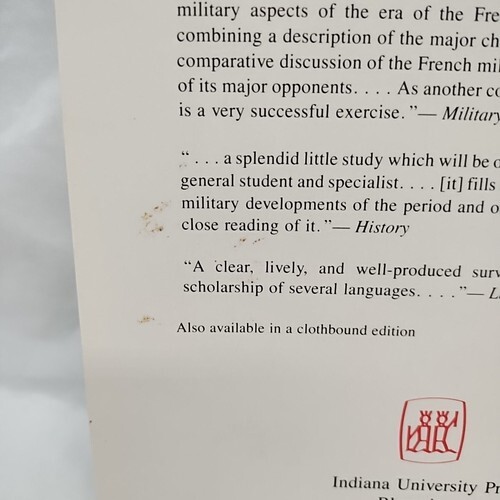 military aspects of the era of the Fre
combining a description of the major ch
comparative discussion of the French mil
of its major opponents. . . . As another co
is a very successful exercise."— Military
" . . . a splendid little study which will be o
general student and specialist. . . . [it] fills
military developments of the period and o
close reading of it."— History
"A clear, lively, and well-produced surv
scholarship of several languages. . . ."— L
Also available in a clothbound edition
Indiana University Pr